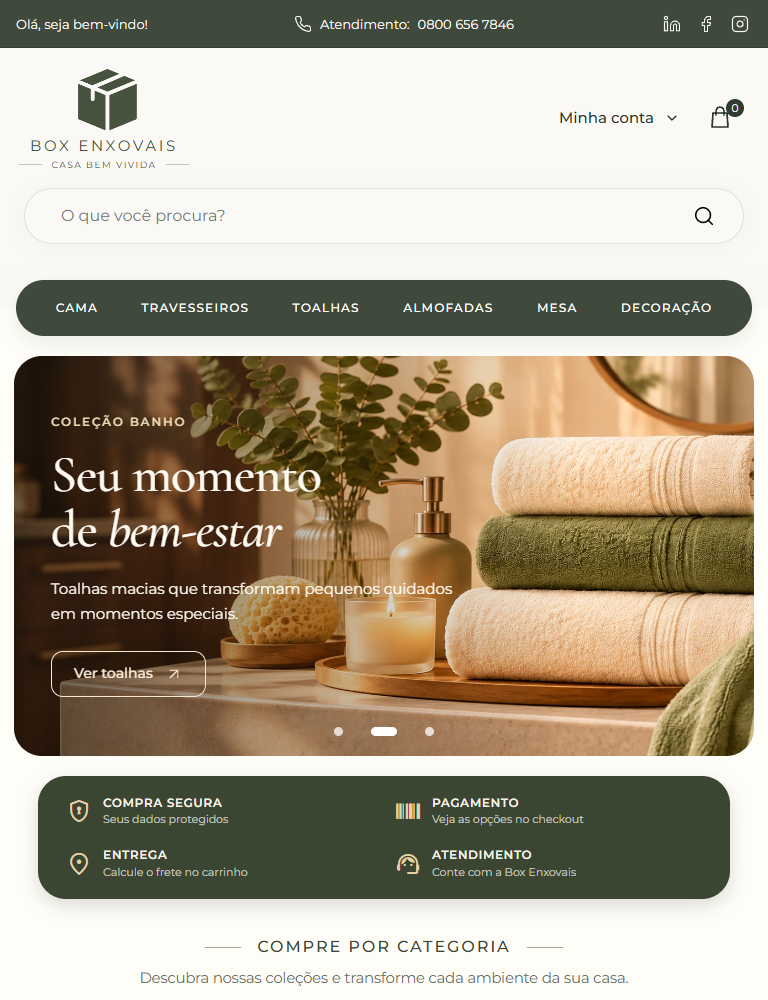 Olá, seja bem-vindo!
Atendimento: 0800 656 7846
BOX ENXOVAIS
CASA BEM VIVIDA
Minha conta
0
O que você procura?
CAMA TRAVESSEIROS TOALHAS ALMOFADAS MESA DECORAÇÃO
COLEÇÃO BANHO
Seu momento
de bem-estar
Toalhas macias que transformam pequenos cuidados
em momentos especiais.
Ver toalhas
COMPRA SEGURA
Seus dados protegidos
PAGAMENTO
Veja as opções no checkout
ENTREGA
Calcule o frete no carrinho
ATENDIMENTO
Conte com a Box Enxovais
COMPRE POR CATEGORIA
Descubra nossas coleções e transforme cada ambiente da sua casa.